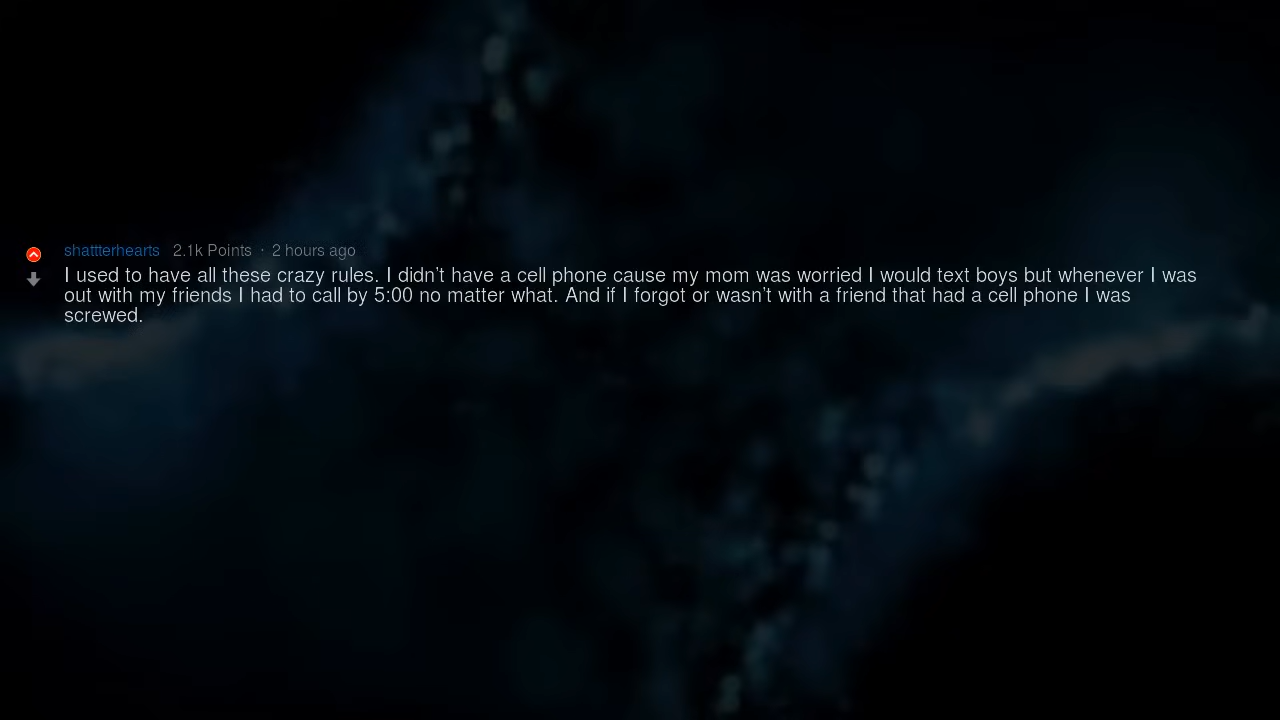 shattterhearts 2.1k Points · 2 hours ago
I used to have all these crazy rules. I didn't have a cell phone cause my mom was worried I would text boys but whenever I was
out with my friends I had to call by 5:00 no matter what. And if I forgot or wasn't with a friend that had a cell phone I was
screwed.